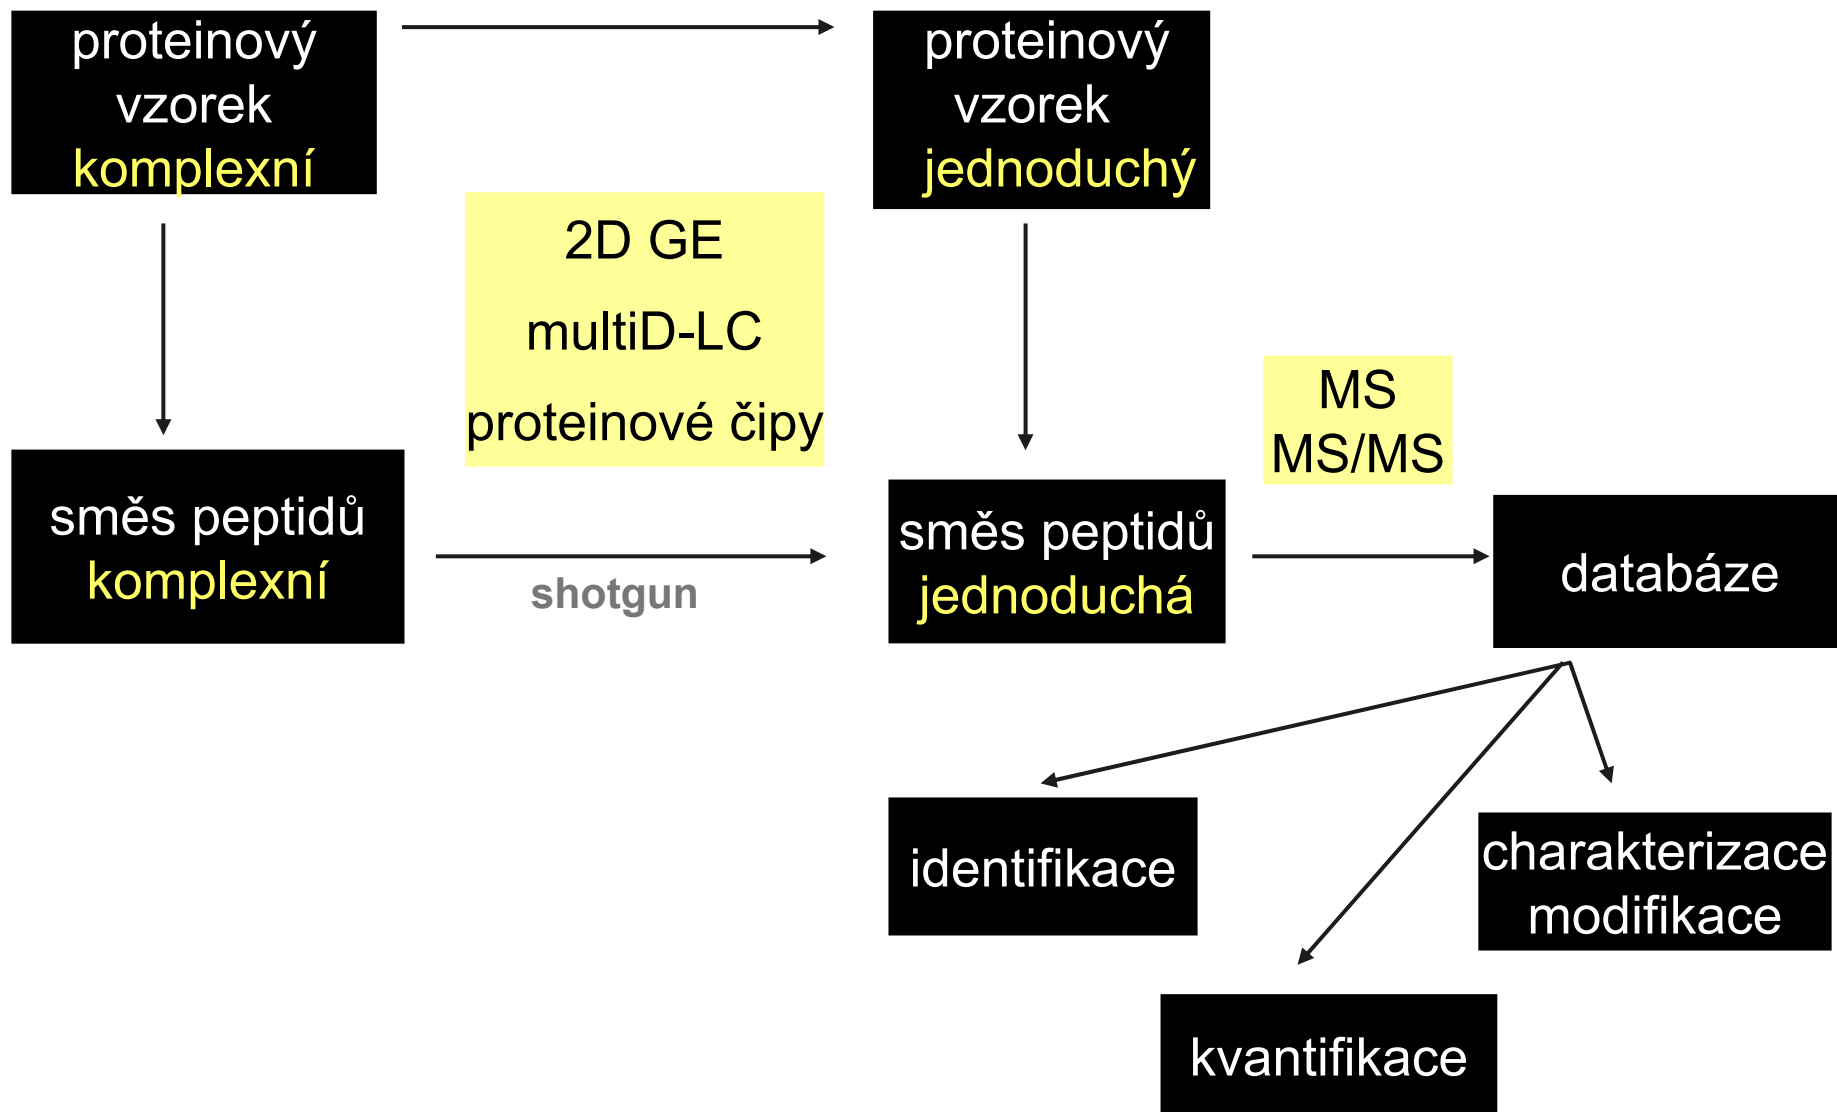 proteinový
vzorek
komplexní
proteinový
vzorek
jednoduchý
2D GE
multiD-LC
proteinové čipy
MS
MS/MS
směs peptidů
komplexní
shotgun
směs peptidů
jednoduchá
databáze
identifikace
charakterizace
modifikace
kvantifikace